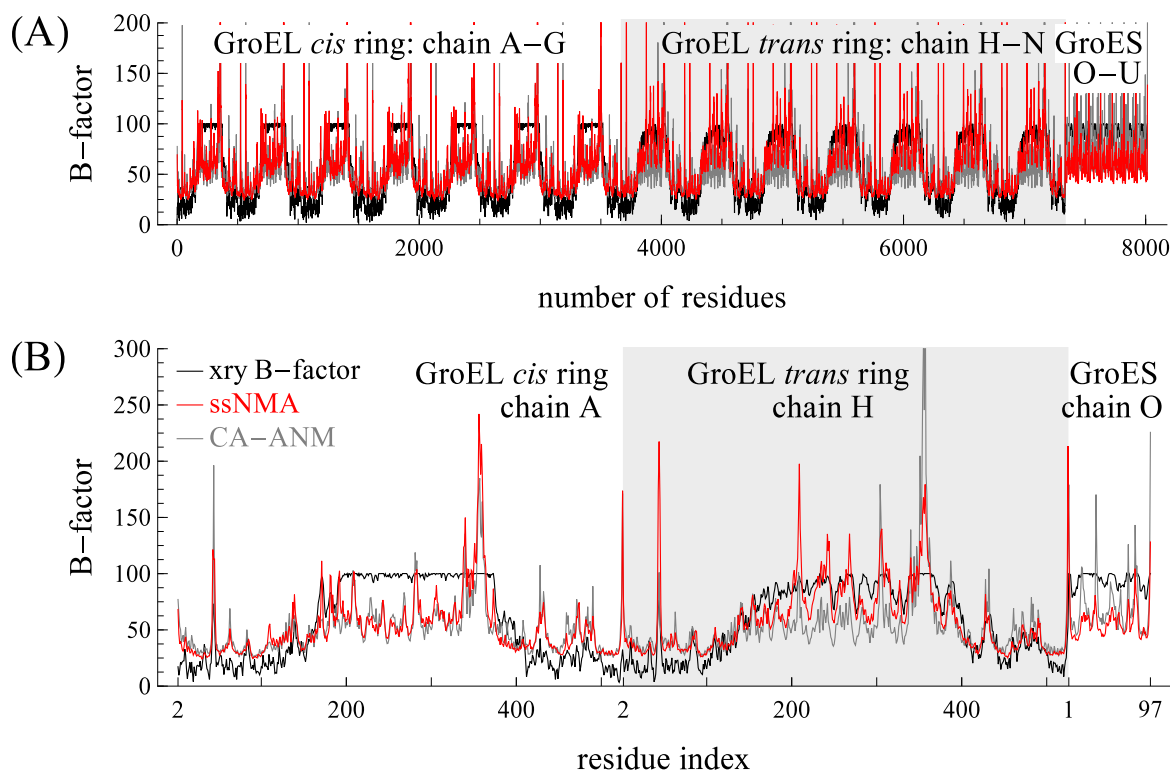 (A)
GroEL cis ring: chain A−G
GroEL trans ring: chain H−N
GroES
O−U
B−factor
200
150
100
50
0
0
2000
4000
6000
8000
number of residues
(B)
xry B−factor
ssNMA
CA−ANM
GroEL cis ring
chain A
GroEL trans ring
chain H
GroES
chain O
B−factor
300
250
200
150
100
50
0
2
200
400
2
200
400
1
97
residue index